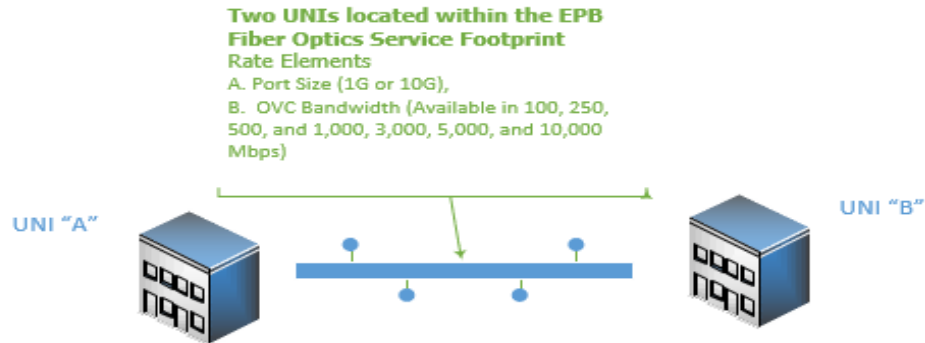 Two UNIs located within the EPB
Fiber Optics Service Footprint
Rate Elements
A. Port Size (1G or 10G),
B. OVC Bandwidth (Available in 100, 250,
500, and 1,000, 3,000, 5,000, and 10,000
Mbps)
UNI "A"
UNI "B"